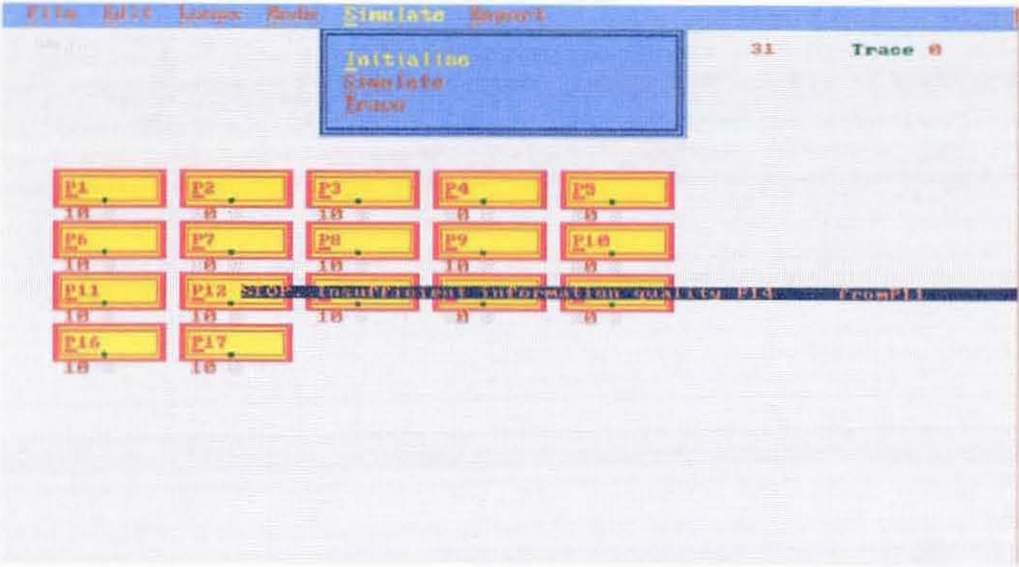 File Edit Loops Mode Simulate Report
31 Trace 0
Initialise
Simulate
Trace
P1 P2 P3 P4 P5
10 0 10 0 0
P6 P7 P8 P9 P10
10 0 10 10 0
P11 P12 STOP insufficient information quality P14 FromP11
10 10 10 0 0
P16 P17
10 10